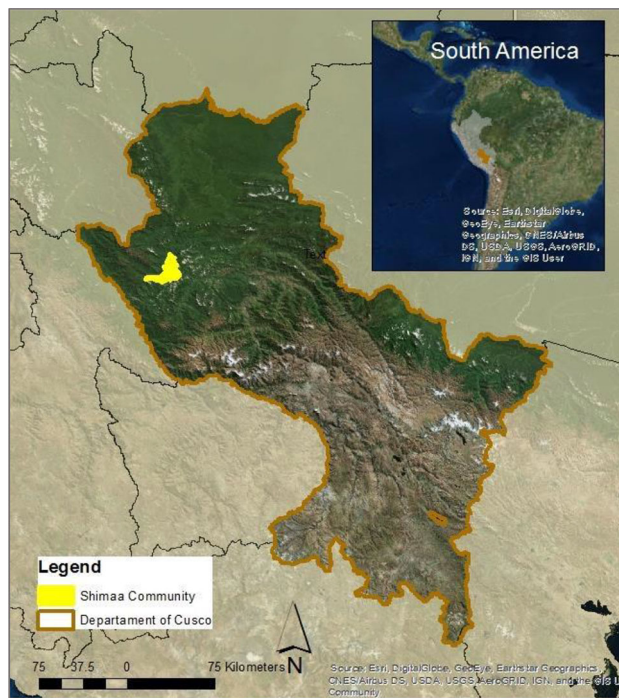 South America
Source: Esri, DigitalGlobe,
GeoEye, Earthstar
Geographics, CNES/Airbus
DS, USDA, USGS, AeroGRID,
IGN, and the GIS User
Text
Legend
Shimaa Community
Departament of Cusco
75 37.5 0 75 Kilometers
N
Source: Esri, DigitalGlobe, GeoEye, Earthstar Geographics,
CNES/Airbus DS, USDA, USGS, AeroGRID, IGN, and the GIS U
Community